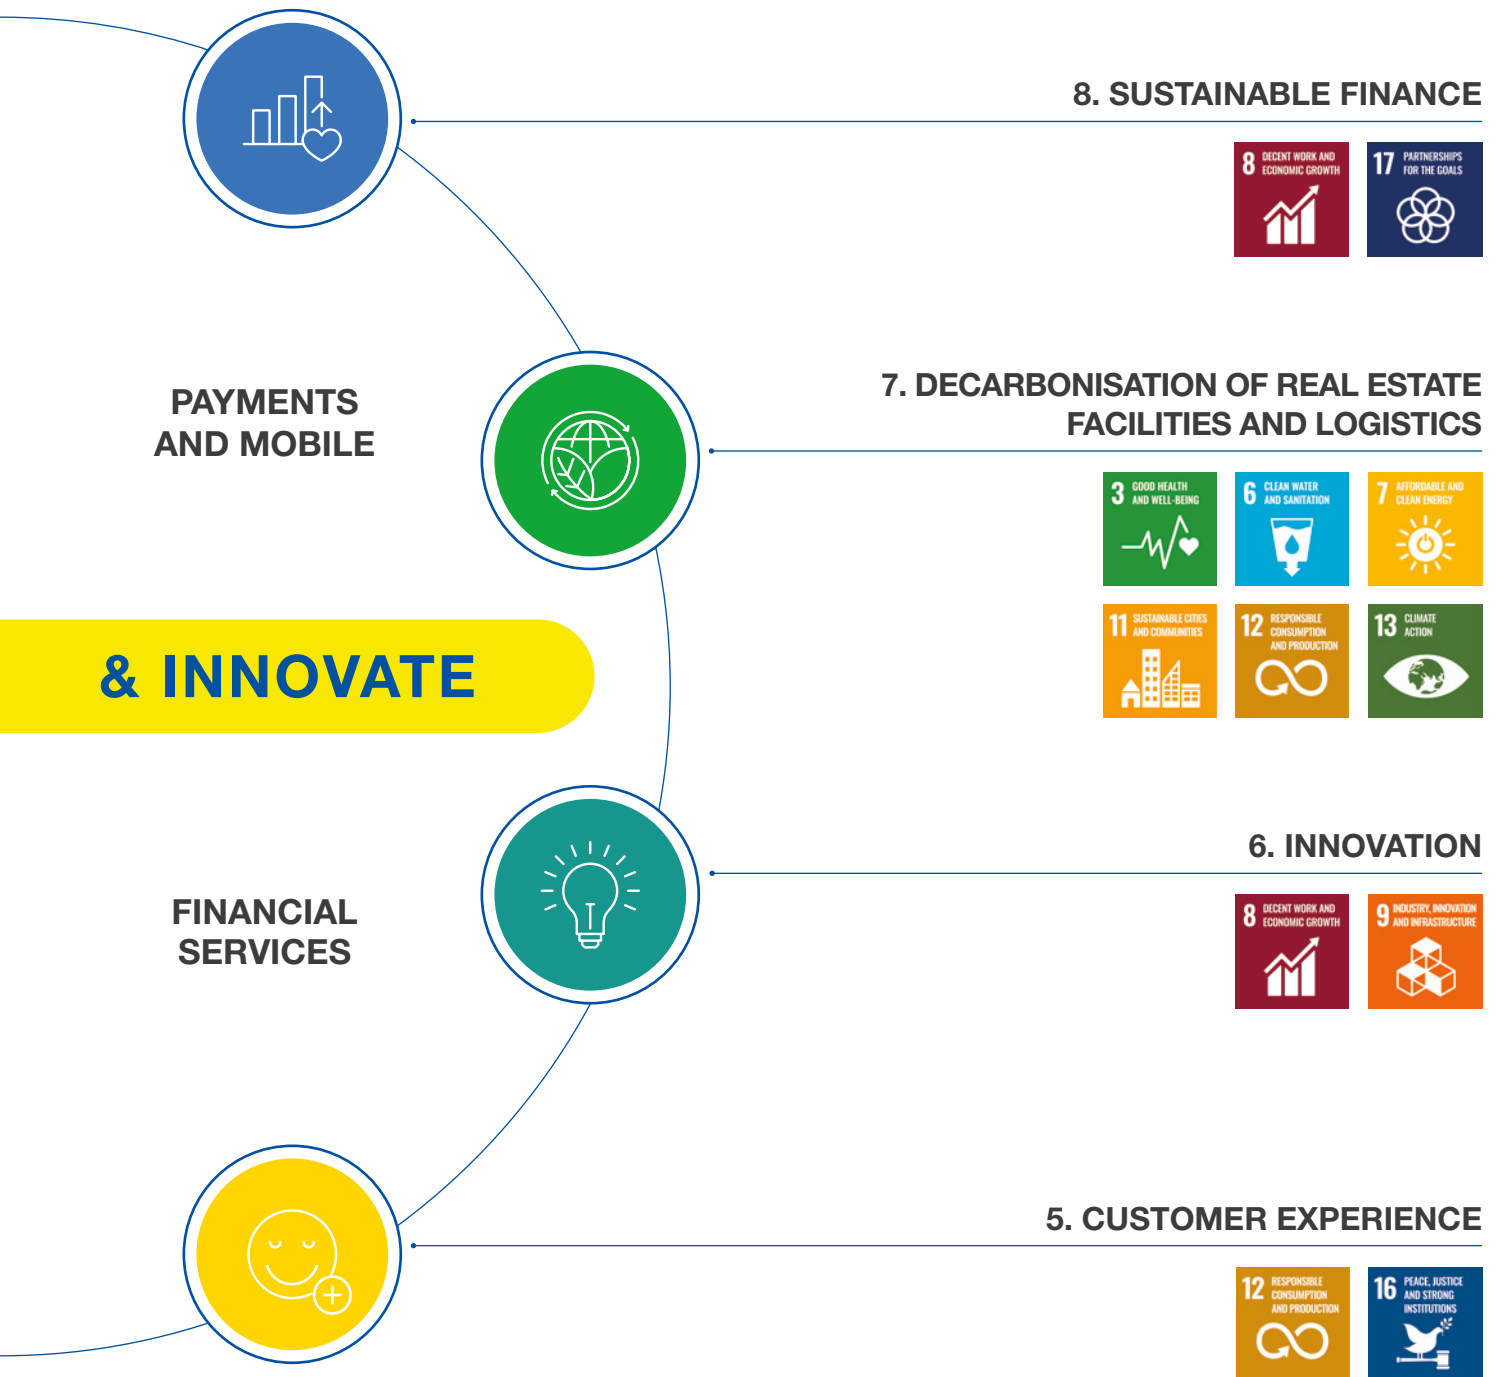 8. SUSTAINABLE FINANCE
8 DECENT WORK AND
ECONOMIC GROWTH
17 PARTNERSHIPS
FOR THE GOALS
PAYMENTS
AND MOBILE
7. DECARBONISATION OF REAL ESTATE
FACILITIES AND LOGISTICS
3 GOOD HEALTH
AND WELL-BEING
6 CLEAN WATER
AND SANITATION
7 AFFORDABLE AND
CLEAN ENERGY
11 SUSTAINABLE CITIES
AND COMMUNITIES
12 RESPONSIBLE
CONSUMPTION
AND PRODUCTION
13 CLIMATE
ACTION
& INNOVATE
6. INNOVATION
8 DECENT WORK AND
ECONOMIC GROWTH
9 INDUSTRY, INNOVATION
AND INFRASTRUCTURE
FINANCIAL
SERVICES
5. CUSTOMER EXPERIENCE
12 RESPONSIBLE
CONSUMPTION
AND PRODUCTION
16 PEACE, JUSTICE
AND STRONG
INSTITUTIONS